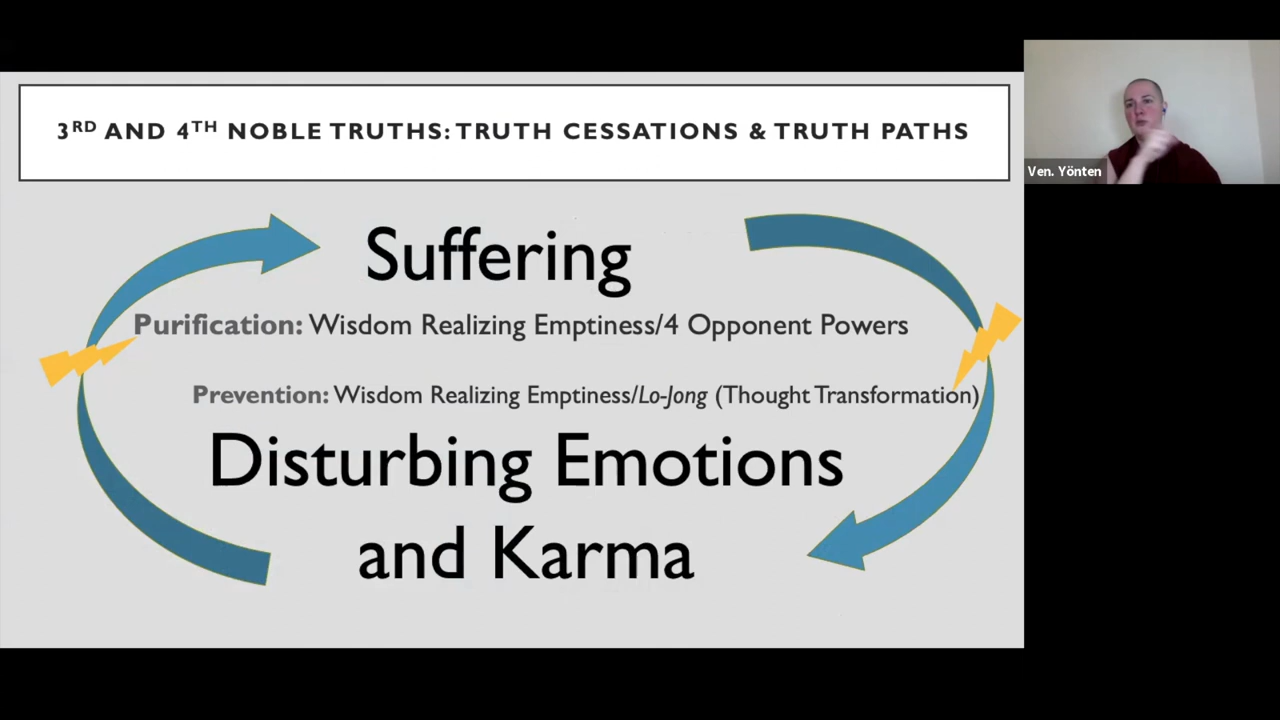 3RD AND 4TH NOBLE TRUTHS: TRUTH CESSATIONS & TRUTH PATHS
Ven. Yönten
Suffering
Purification: Wisdom Realizing Emptiness/4 Opponent Powers
Prevention: Wisdom Realizing Emptiness/Lo-Jong (Thought Transformation)
Disturbing Emotions
and Karma